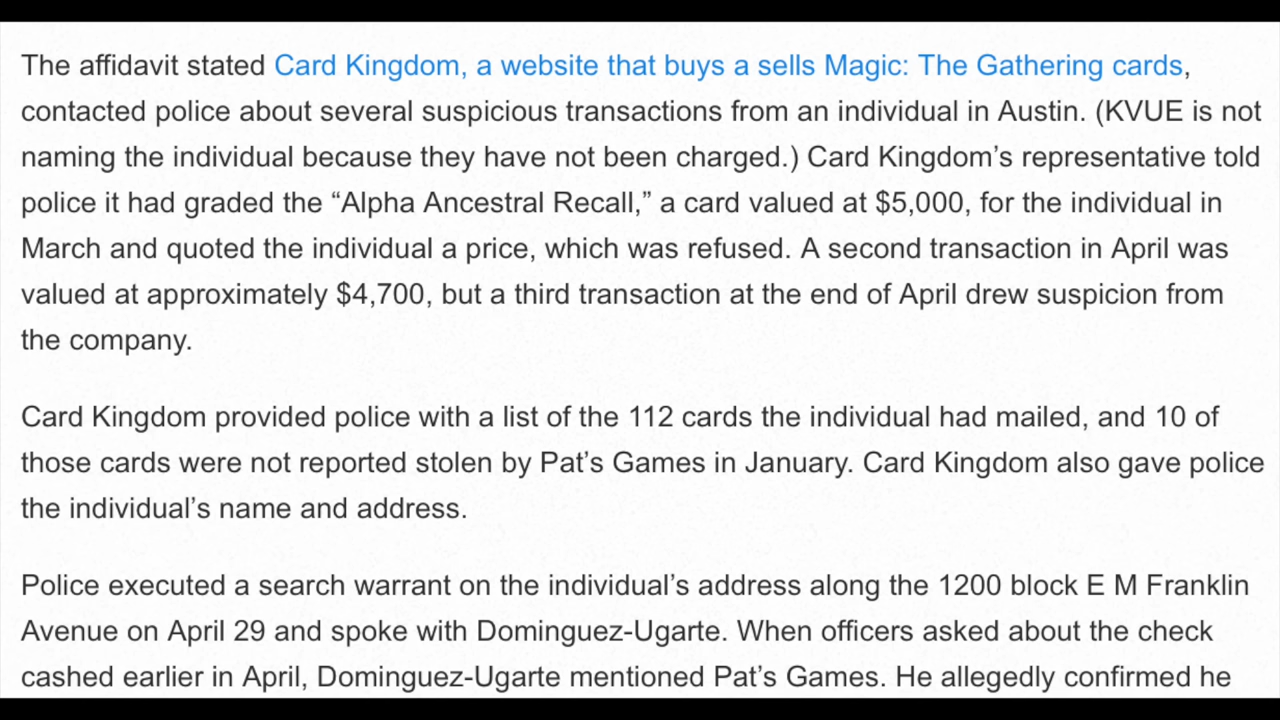 The affidavit stated Card Kingdom, a website that buys a sells Magic: The Gathering cards,
contacted police about several suspicious transactions from an individual in Austin. (KVUE is not
naming the individual because they have not been charged.) Card Kingdom’s representative told
police it had graded the “Alpha Ancestral Recall,” a card valued at $5,000, for the individual in
March and quoted the individual a price, which was refused. A second transaction in April was
valued at approximately $4,700, but a third transaction at the end of April drew suspicion from
the company.
Card Kingdom provided police with a list of the 112 cards the individual had mailed, and 10 of
those cards were not reported stolen by Pat’s Games in January. Card Kingdom also gave police
the individual’s name and address.
Police executed a search warrant on the individual’s address along the 1200 block E M Franklin
Avenue on April 29 and spoke with Dominguez-Ugarte. When officers asked about the check
cashed earlier in April, Dominguez-Ugarte mentioned Pat’s Games. He allegedly confirmed he